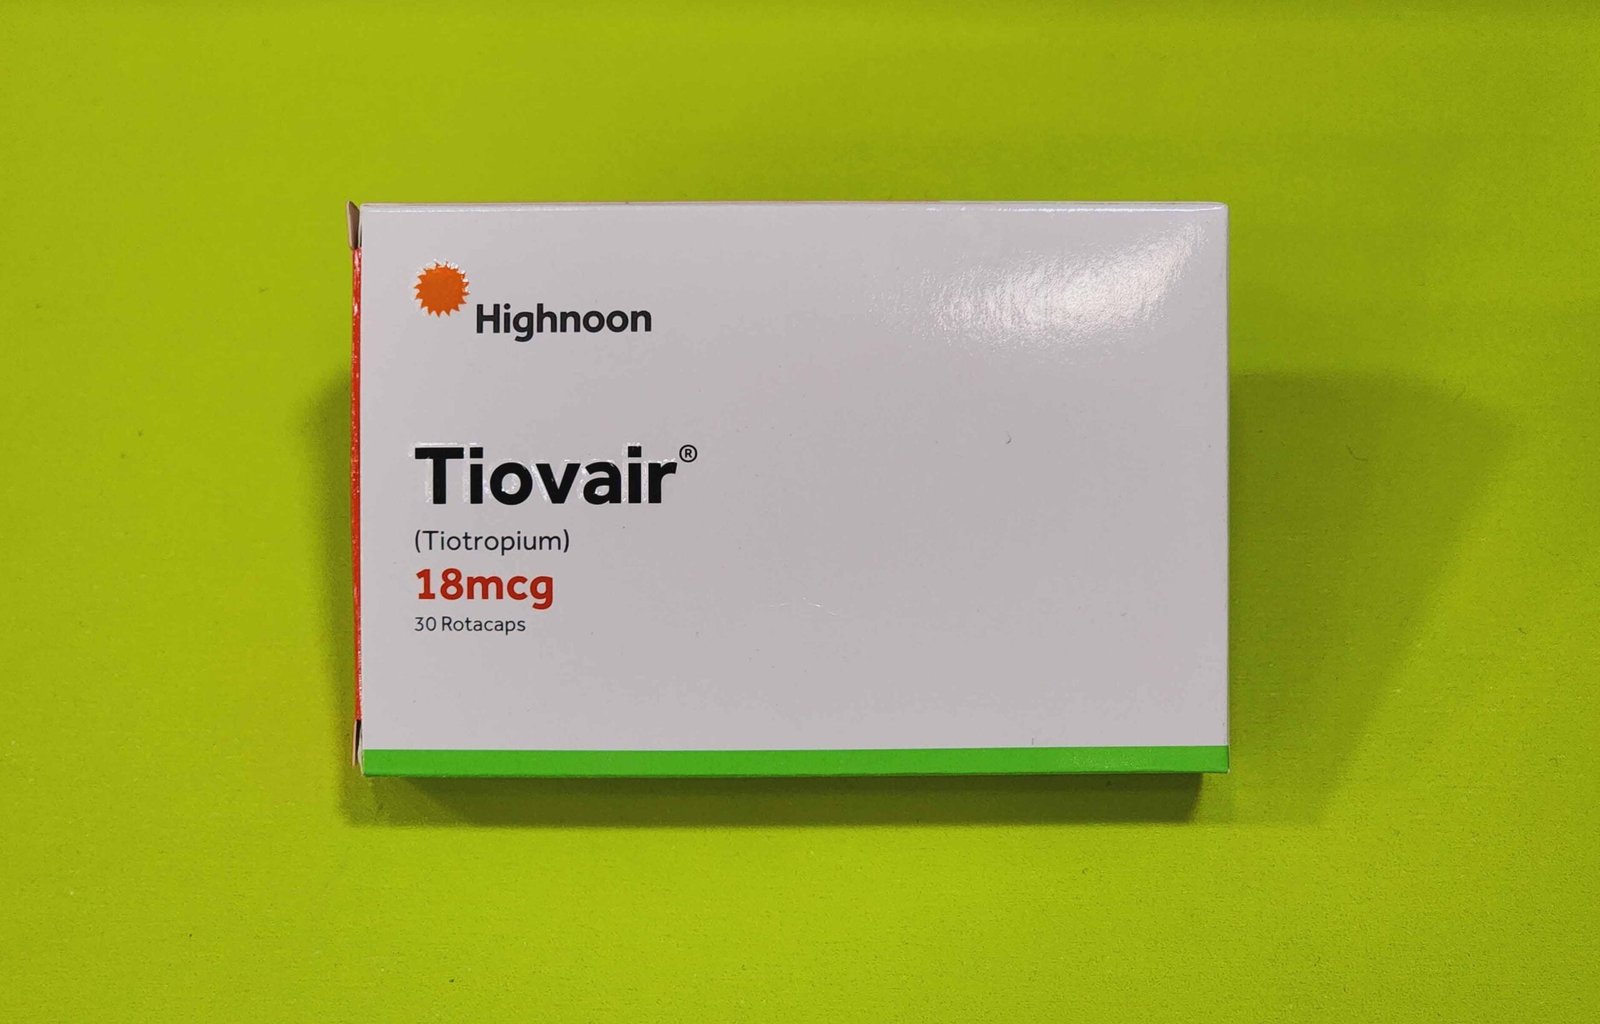 Highnoon
Tiovair®
(Tiotropium)
18mcg
30 Rotacaps